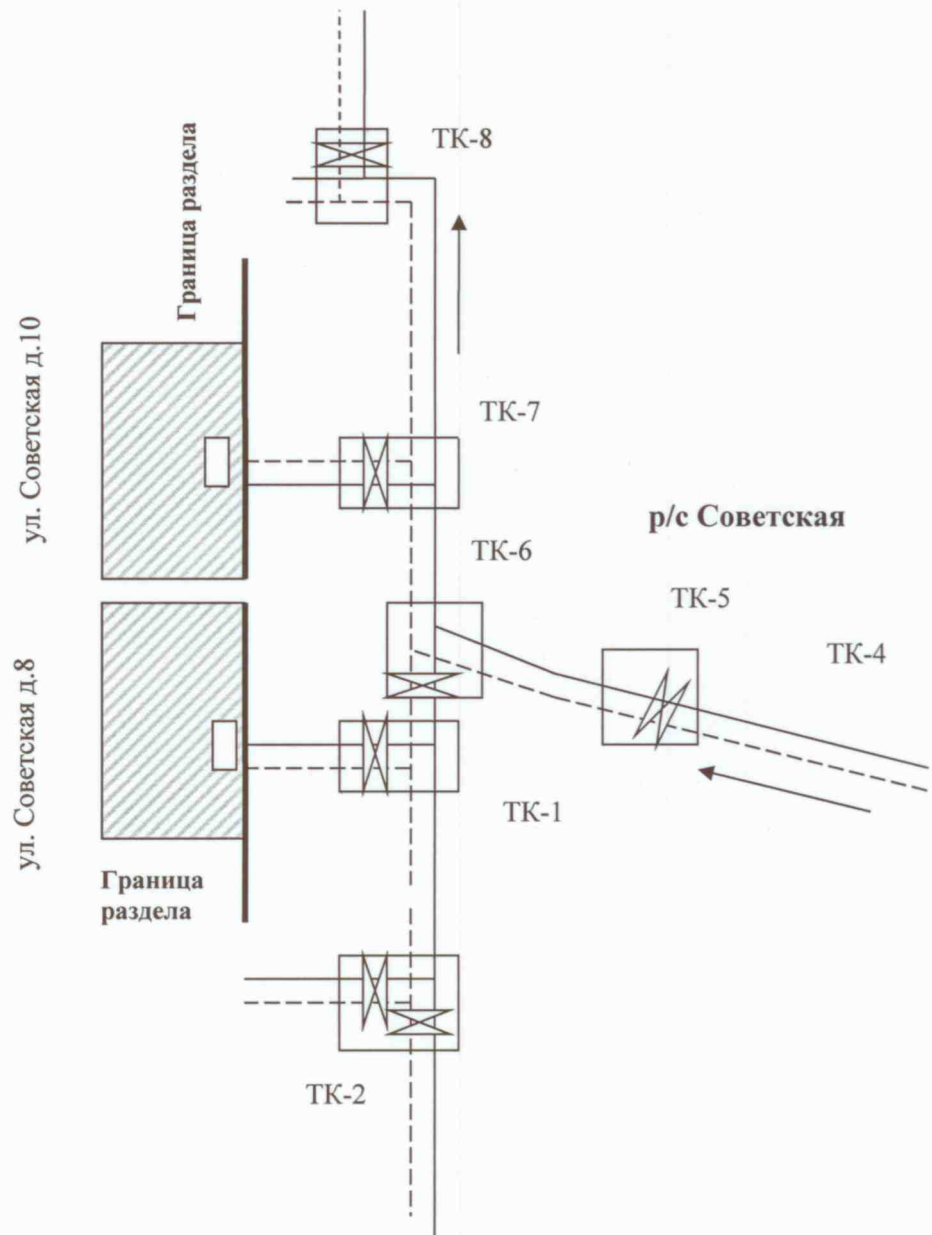 ТК-8
Граница раздела
ул. Советская д.10
ТК-7
р/с Советская
ТК-6
ТК-5
ТК-4
ул. Советская д.8
ТК-1
Граница
раздела
ТК-2